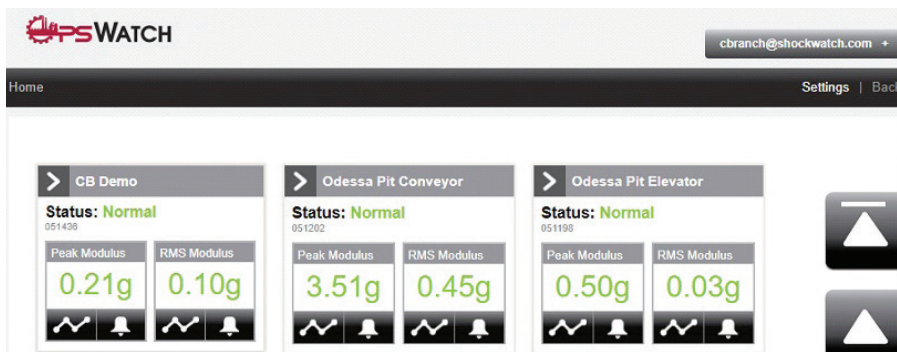 OPSWATCH
cbranch@shockwatch.com +
Home
Settings | Back
CB Demo
Status: Normal
051436
Peak Modulus
RMS Modulus
0.21g
0.10g
Odessa Pit Conveyor
Status: Normal
051202
Peak Modulus
RMS Modulus
3.51g
0.45g
Odessa Pit Elevator
Status: Normal
051198
Peak Modulus
RMS Modulus
0.50g
0.03g